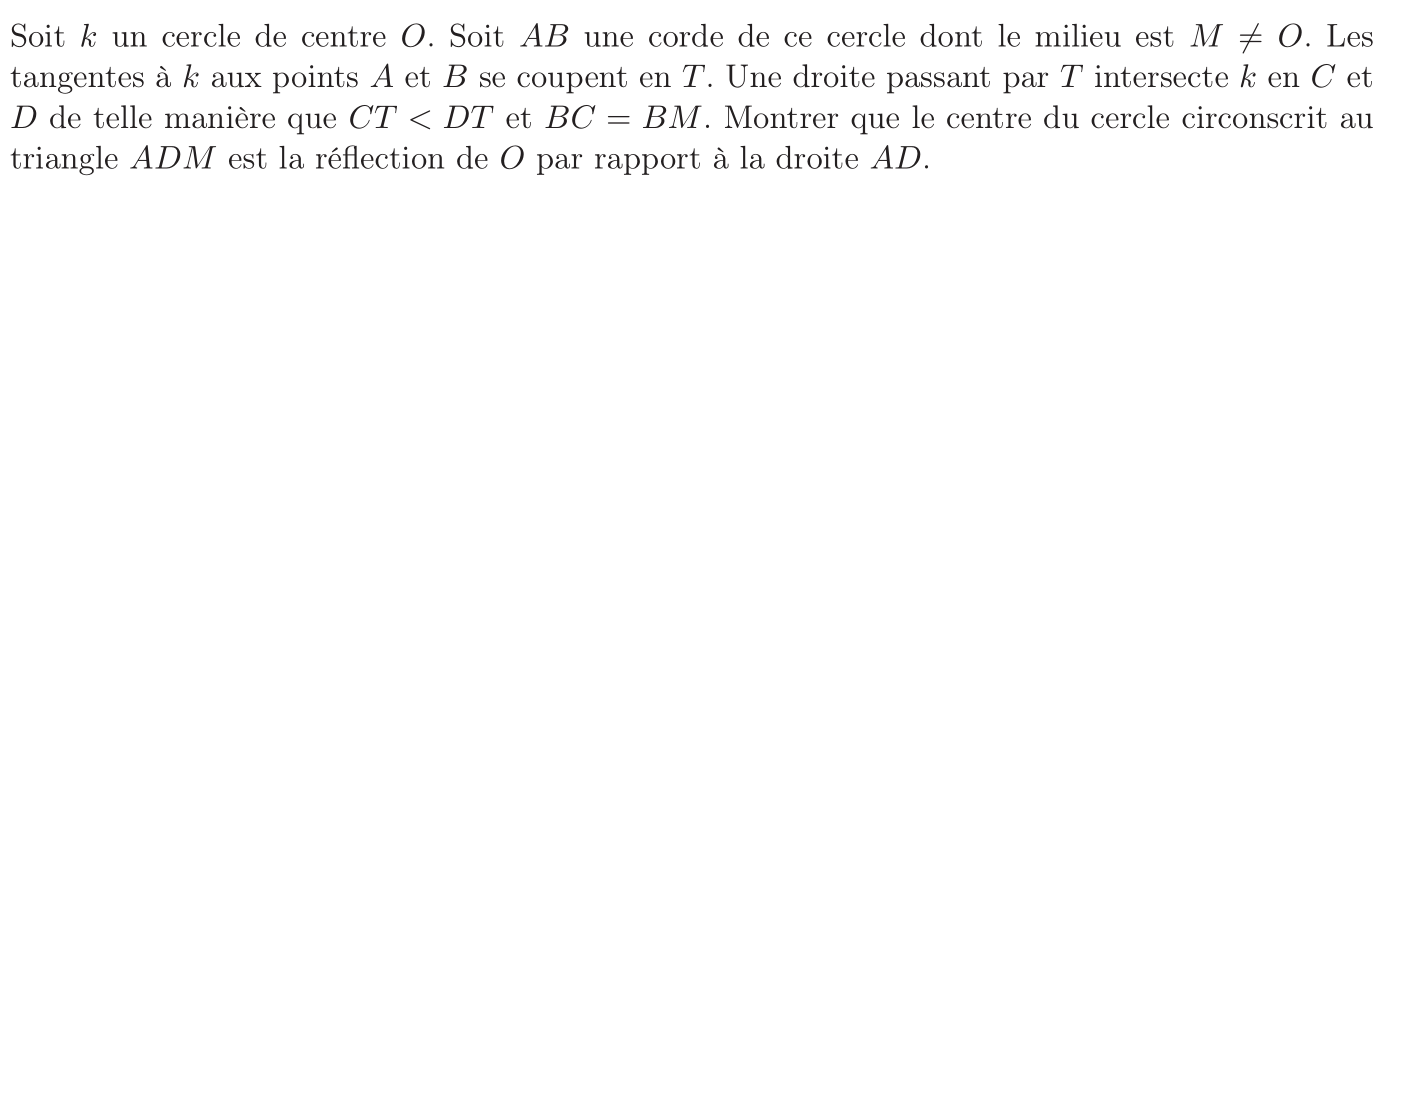 Soit k un cercle de centre O. Soit AB une corde de ce cercle dont le milieu est M ≠ O. Les
tangentes à k aux points A et B se coupent en T. Une droite passant par T intersecte k en C et
D de telle manière que CT < DT et BC = BM. Montrer que le centre du cercle circonscrit au
triangle ADM est la réflection de O par rapport à la droite AD.